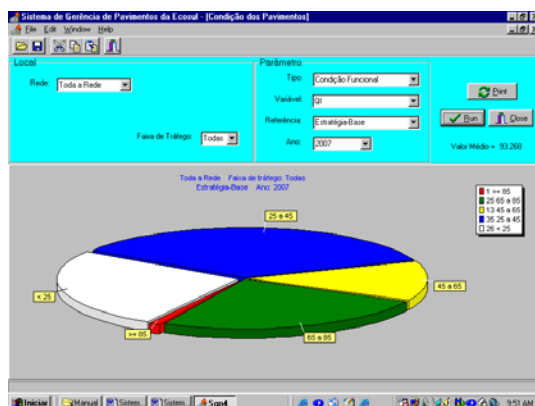 Sistema de Gerência de Pavimentos da Ecosul - [Condição dos Pavimentos]
File Edit Window Help
Local
Rede: Toda a Rede
Faixa de Tráfego: Todas
Parâmetro
Tipo: Condição Funcional
Variável: QI
Referência: Estratégia-Base
Ano: 2007
Print
Run
Close
Valor Médio = 93.268
Toda a Rede Faixa de tráfego: Todas
Estratégia-Base Ano: 2007
1 >= 85
25 65 a 85
13 45 a 65
35 25 a 45
26 < 25
25 a 45
45 a 65
65 a 85
>= 85
< 25
Iniciar Manual Sistem Sistem Sgp4 9:51 AM